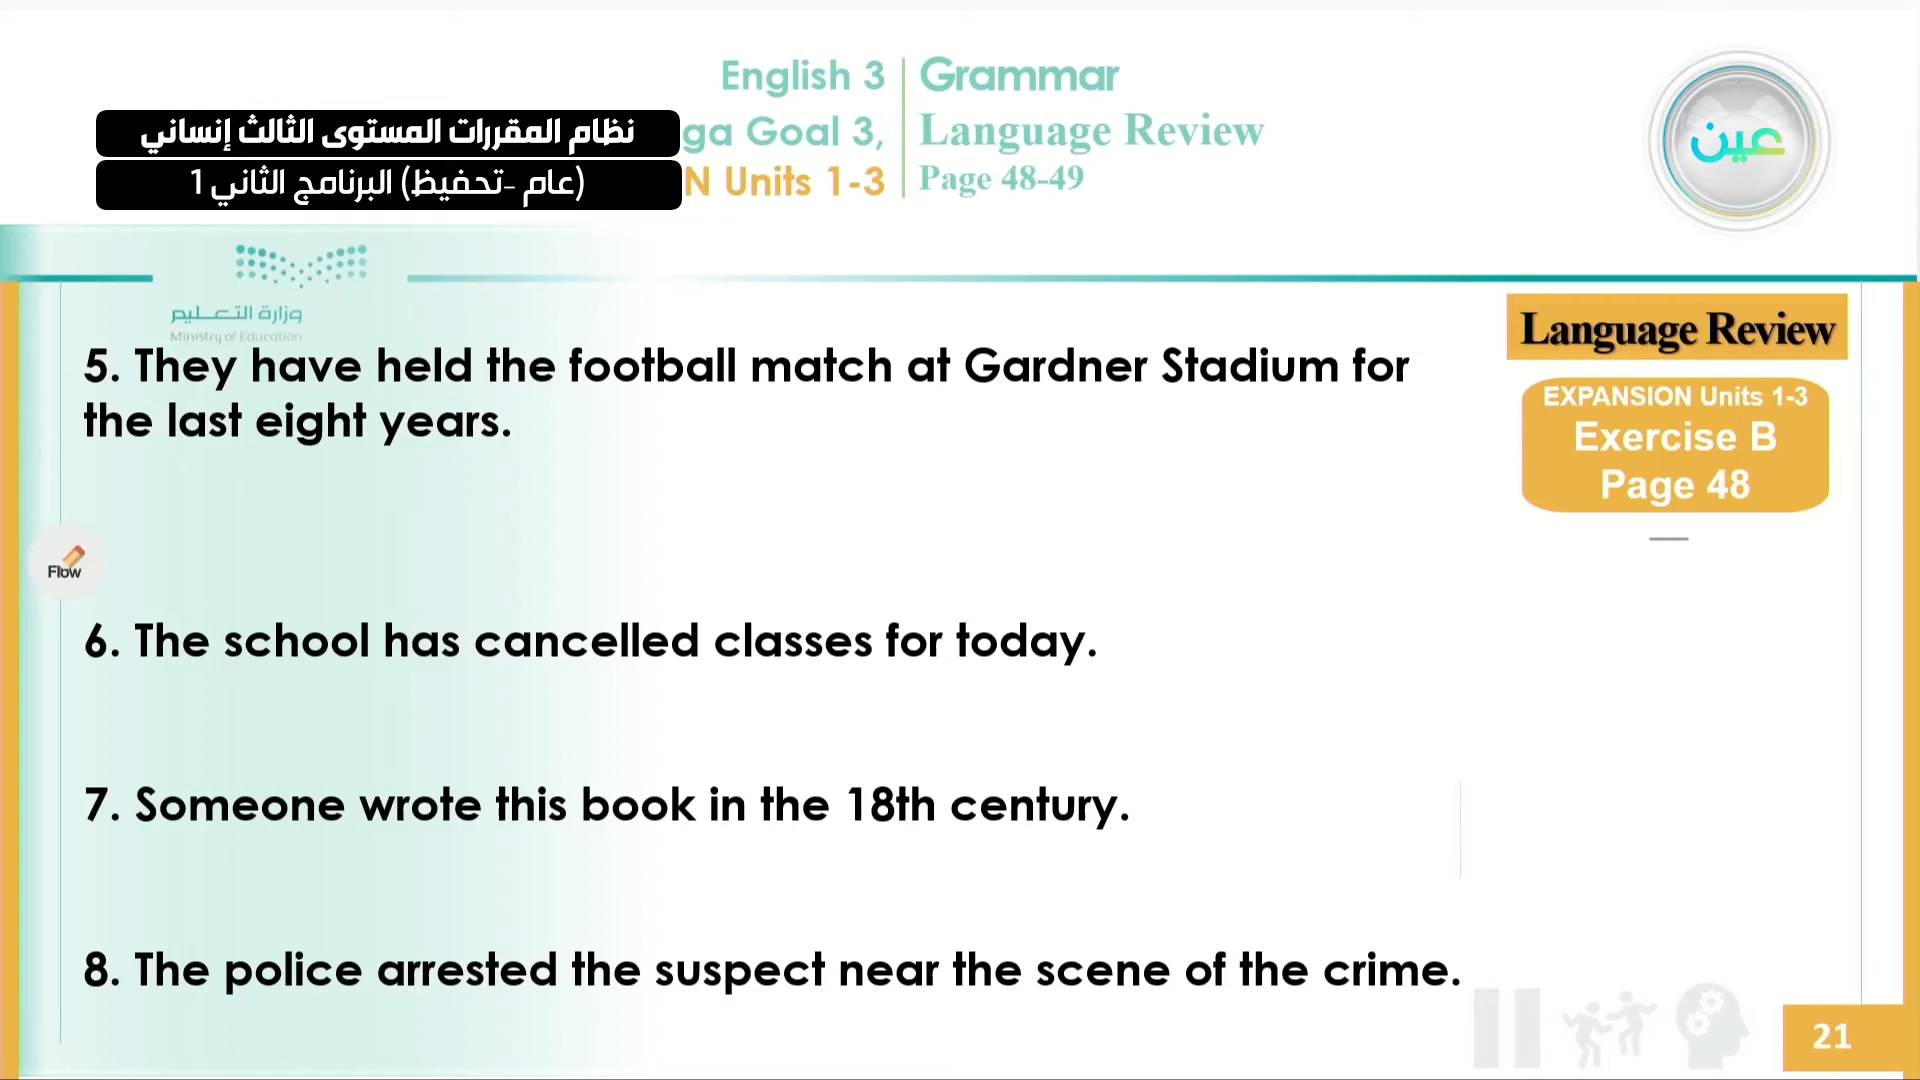 English 3
Grammar
نظام المقررات المستوى الثالث إنساني
ga Goal 3,
Language Review
(عام -تحفيظ) البرنامج الثاني 1
N Units 1-3
Page 48-49
عين
وزارة التعليم
Ministry of Education
Language Review
EXPANSION Units 1-3
Exercise B
Page 48
5. They have held the football match at Gardner Stadium for
the last eight years.
Flow
6. The school has cancelled classes for today.
7. Someone wrote this book in the 18th century.
8. The police arrested the suspect near the scene of the crime.
21